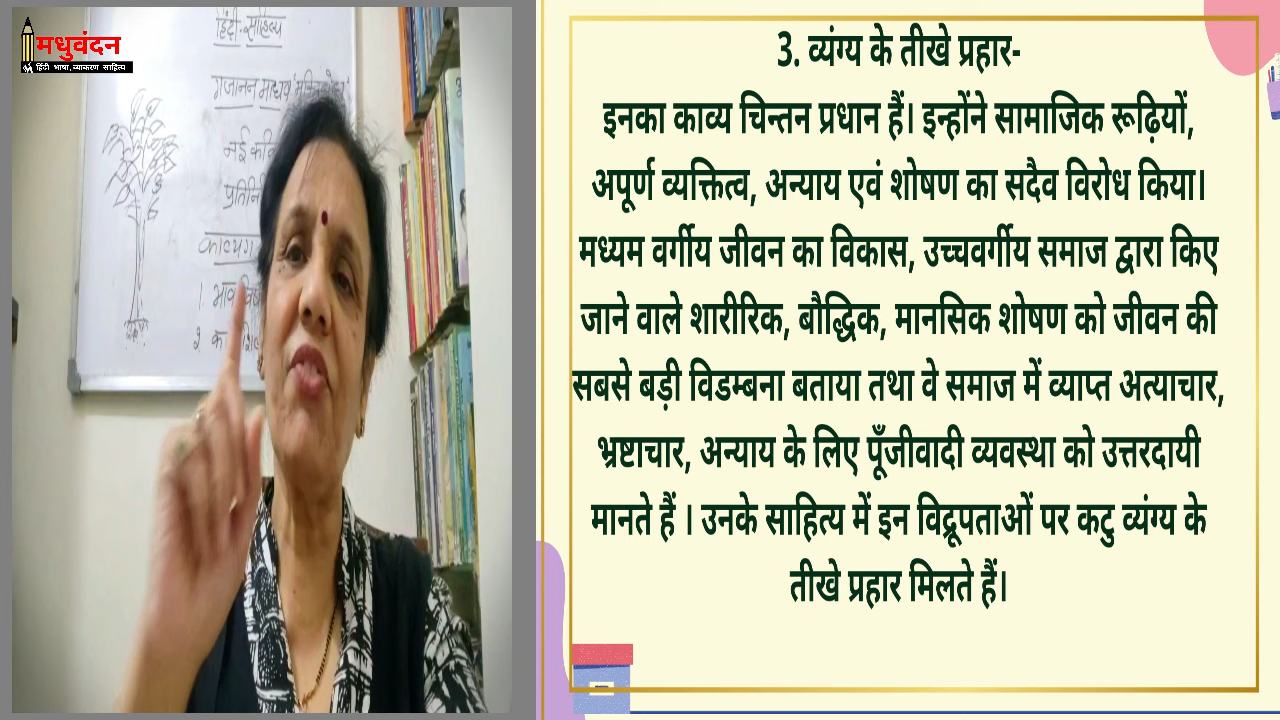 मधुवंदन
हिंदी भाषा, व्याकरण साहित्य
हिंदी-साहित्य
गजानन माधव
नई
१. भाव
२.
3. व्यंग्य के तीखे प्रहार-
इनका काव्य चिन्तन प्रधान हैं। इन्होंने सामाजिक रूढ़ियों,
अपूर्ण व्यक्तित्व, अन्याय एवं शोषण का सदैव विरोध किया।
मध्यम वर्गीय जीवन का विकास, उच्चवर्गीय समाज द्वारा किए
जाने वाले शारीरिक, बौद्धिक, मानसिक शोषण को जीवन की
सबसे बड़ी विडम्बना बताया तथा वे समाज में व्याप्त अत्याचार,
भ्रष्टाचार, अन्याय के लिए पूँजीवादी व्यवस्था को उत्तरदायी
मानते हैं । उनके साहित्य में इन विद्रूपताओं पर कटु व्यंग्य के
तीखे प्रहार मिलते हैं।